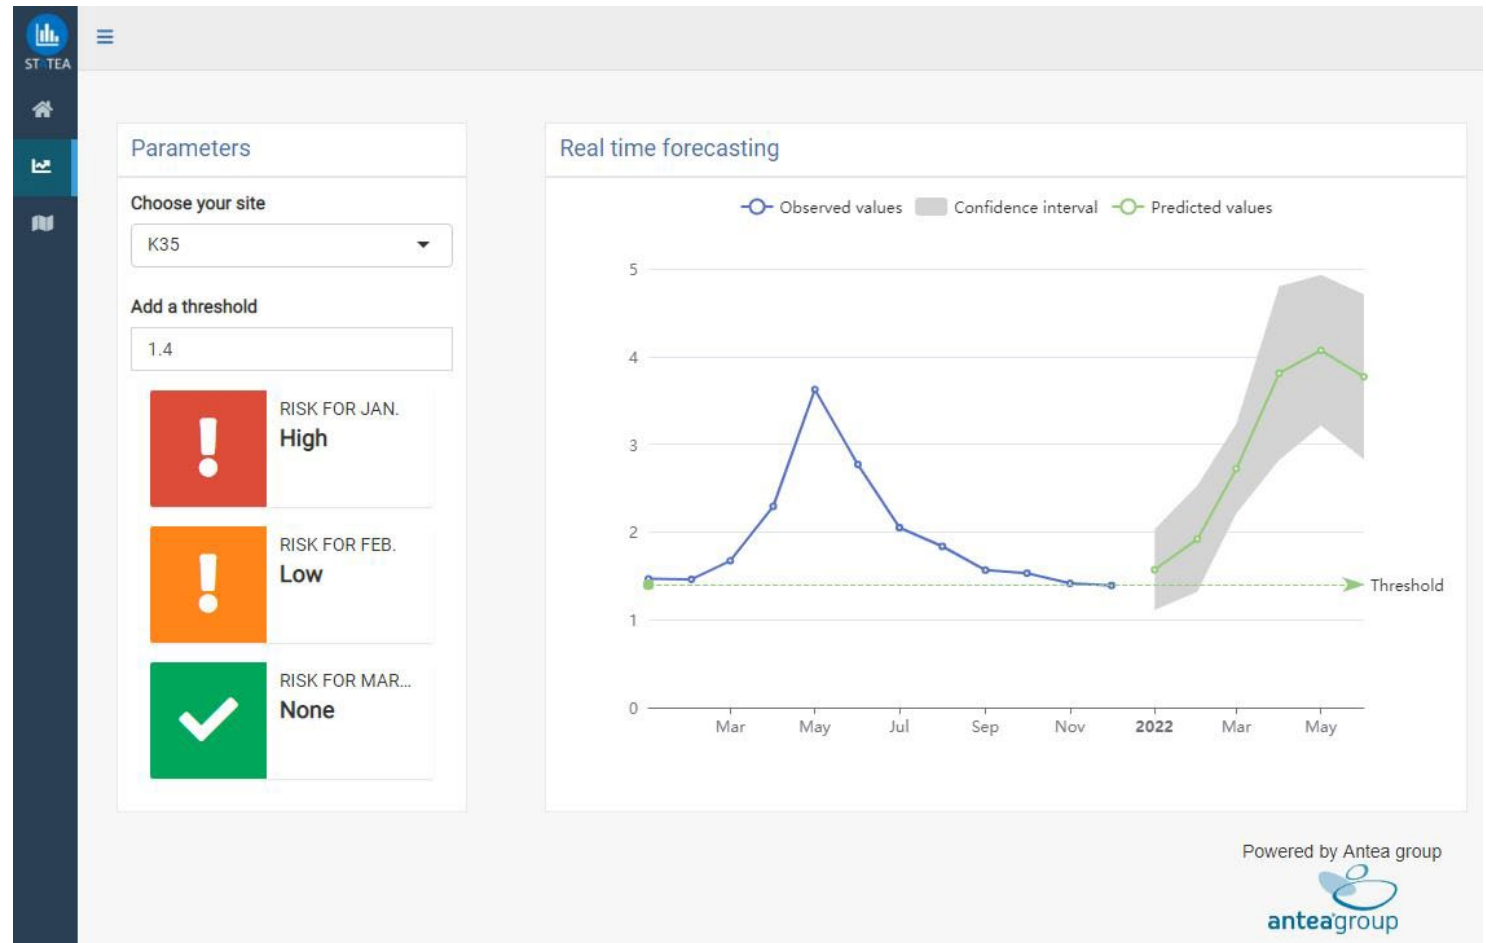 STATEA
Parameters
Choose your site
K35
Add a threshold
1.4
RISK FOR JAN.
High
RISK FOR FEB.
Low
RISK FOR MAR...
None
Real time forecasting
Observed values Confidence interval Predicted values
5
4
3
2
1
0
Threshold
Mar May Jul Sep Nov 2022 Mar May
Powered by Antea group
anteagroup